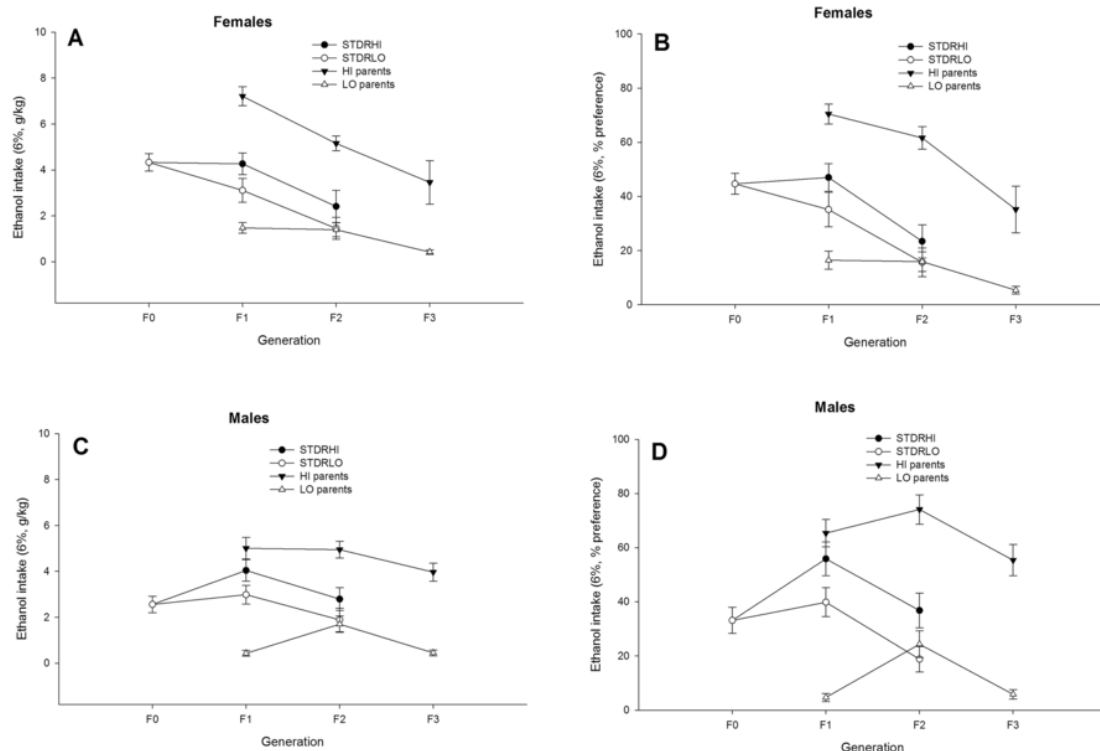 Females
A
STDRHI
STDRLO
HI parents
LO parents
Ethanol intake (6%, g/kg)
10
8
6
4
2
0
F0 F1 F2 F3
Generation
Females
B
STDRHI
STDRLO
HI parents
LO parents
Ethanol intake (6%, % preference)
100
80
60
40
20
0
F0 F1 F2 F3
Generation
Males
C
STDRHI
STDRLO
HI parents
LO parents
Ethanol intake (6%, g/kg)
10
8
6
4
2
0
F0 F1 F2 F3
Generation
Males
D
STDRHI
STDRLO
HI parents
LO parents
Ethanol intake (6%, % preference)
100
80
60
40
20
0
F0 F1 F2 F3
Generation